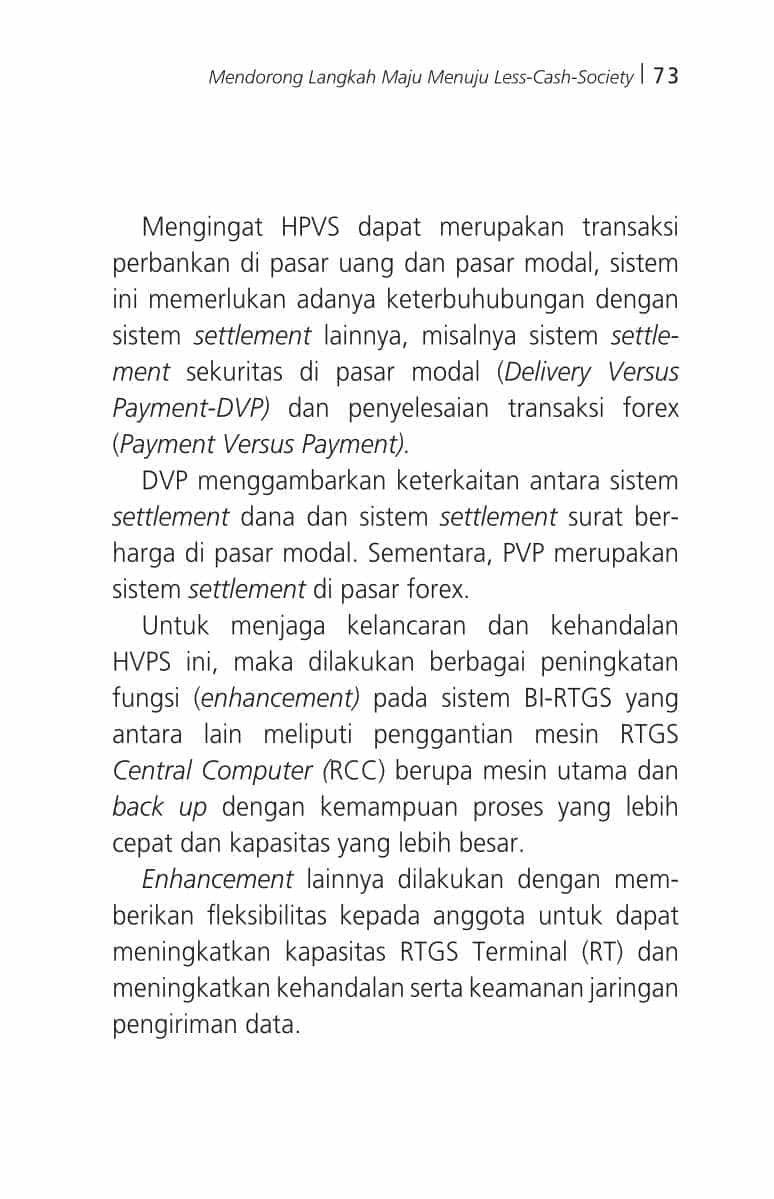 Mendorong Langkah Maju Menuju Less-Cash-Society | 73
Mengingat HPVS dapat merupakan transaksi
perbankan di pasar uang dan pasar modal, sistem
ini memerlukan adanya keterbuhubungan dengan
sistem settlement lainnya, misalnya sistem settle-
ment sekuritas di pasar modal (Delivery Versus
Payment-DVP) dan penyelesaian transaksi forex
(Payment Versus Payment).
DVP menggambarkan keterkaitan antara sistem
settlement dana dan sistem settlement surat ber-
harga di pasar modal. Sementara, PVP merupakan
sistem settlement di pasar forex.
Untuk menjaga kelancaran dan kehandalan
HVPS ini, maka dilakukan berbagai peningkatan
fungsi (enhancement) pada sistem BI-RTGS yang
antara lain meliputi penggantian mesin RTGS
Central Computer (RCC) berupa mesin utama dan
back up dengan kemampuan proses yang lebih
cepat dan kapasitas yang lebih besar.
Enhancement lainnya dilakukan dengan mem-
berikan fleksibilitas kepada anggota untuk dapat
meningkatkan kapasitas RTGS Terminal (RT) dan
meningkatkan kehandalan serta keamanan jaringan
pengiriman data.